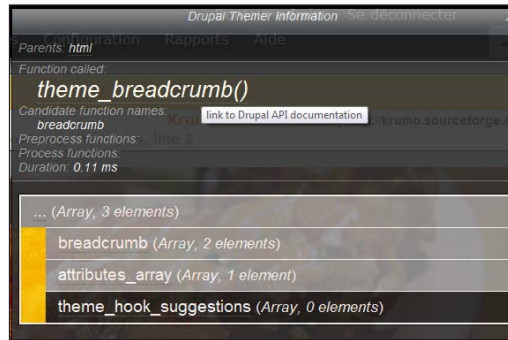 Drupal Themer Information
Se déconnecter
Configuration Rapports Aide
Parents: html
Function called:
theme_breadcrumb()
Candidate function names:
link to Drupal API documentation
breadcrumb
Preprocess functions:
line 2
Process functions:
Duration: 0.11 ms
... (Array, 3 elements)
breadcrumb (Array, 2 elements)
attributes_array (Array, 1 element)
theme_hook_suggestions (Array, 0 elements)